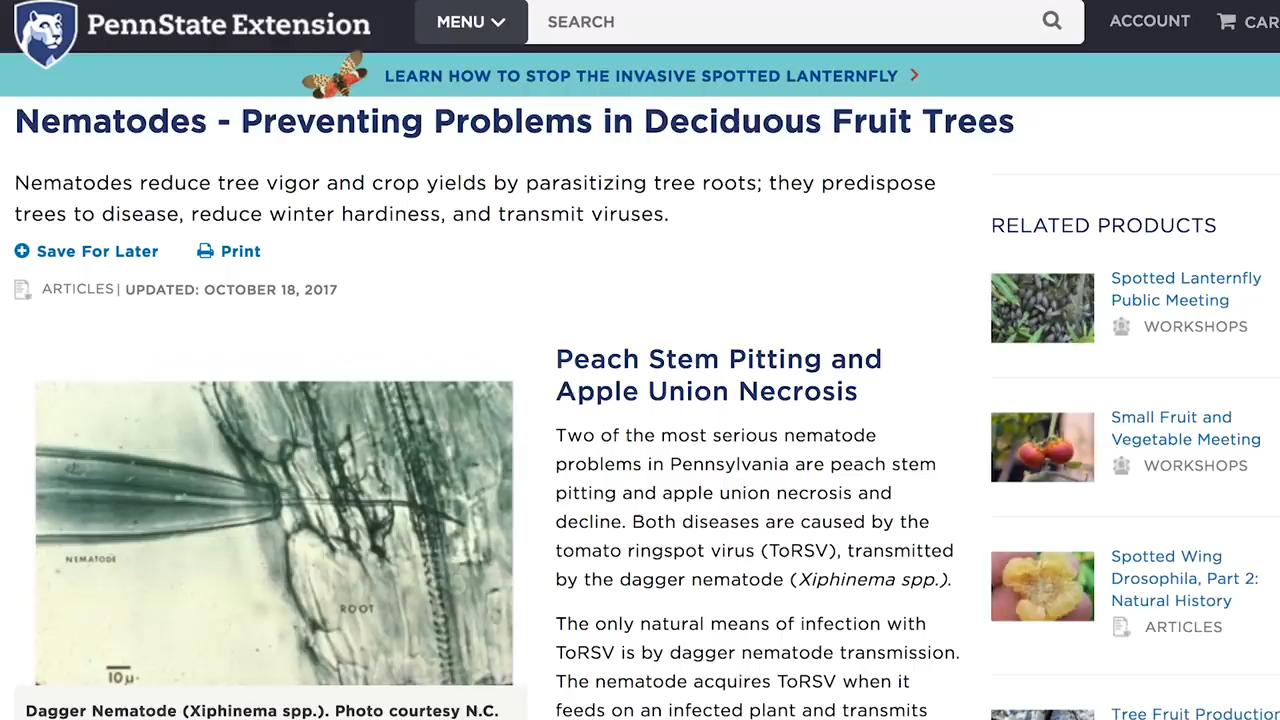 PennState Extension
MENU
SEARCH
ACCOUNT
CAR
LEARN HOW TO STOP THE INVASIVE SPOTTED LANTERNFLY
Nematodes - Preventing Problems in Deciduous Fruit Trees
Nematodes reduce tree vigor and crop yields by parasitizing tree roots; they predispose
trees to disease, reduce winter hardiness, and transmit viruses.
Save For Later
Print
ARTICLES | UPDATED: OCTOBER 18, 2017
NEMATODE
ROOT
10µ
Dagger Nematode (Xiphinema spp.). Photo courtesy N.C.
Peach Stem Pitting and
Apple Union Necrosis
Two of the most serious nematode
problems in Pennsylvania are peach stem
pitting and apple union necrosis and
decline. Both diseases are caused by the
tomato ringspot virus (ToRSV), transmitted
by the dagger nematode (Xiphinema spp.).
The only natural means of infection with
ToRSV is by dagger nematode transmission.
The nematode acquires ToRSV when it
feeds on an infected plant and transmits
RELATED PRODUCTS
Spotted Lanternfly
Public Meeting
WORKSHOPS
Small Fruit and
Vegetable Meeting
WORKSHOPS
Spotted Wing
Drosophila, Part 2:
Natural History
ARTICLES
Tree Fruit Production